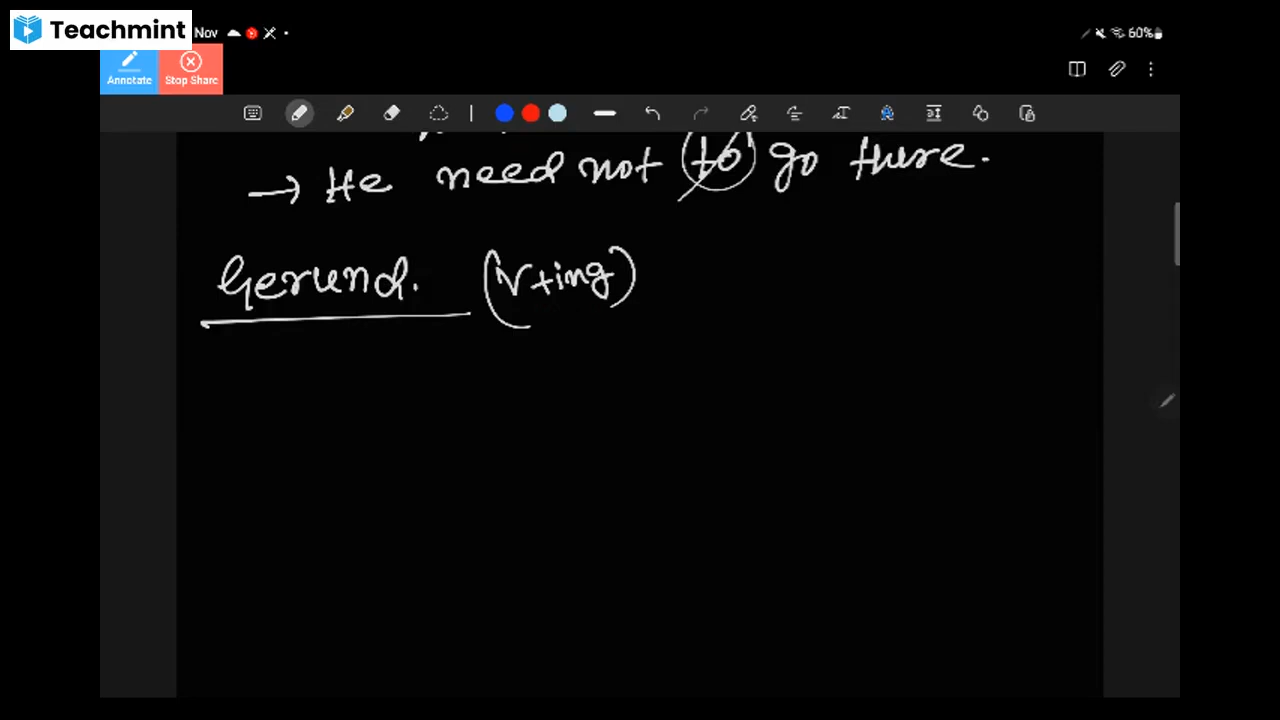 Teachmint
Nov
60%
Annotate
Stop Share
→ He need not to go there.
Gerund. (V+ing)